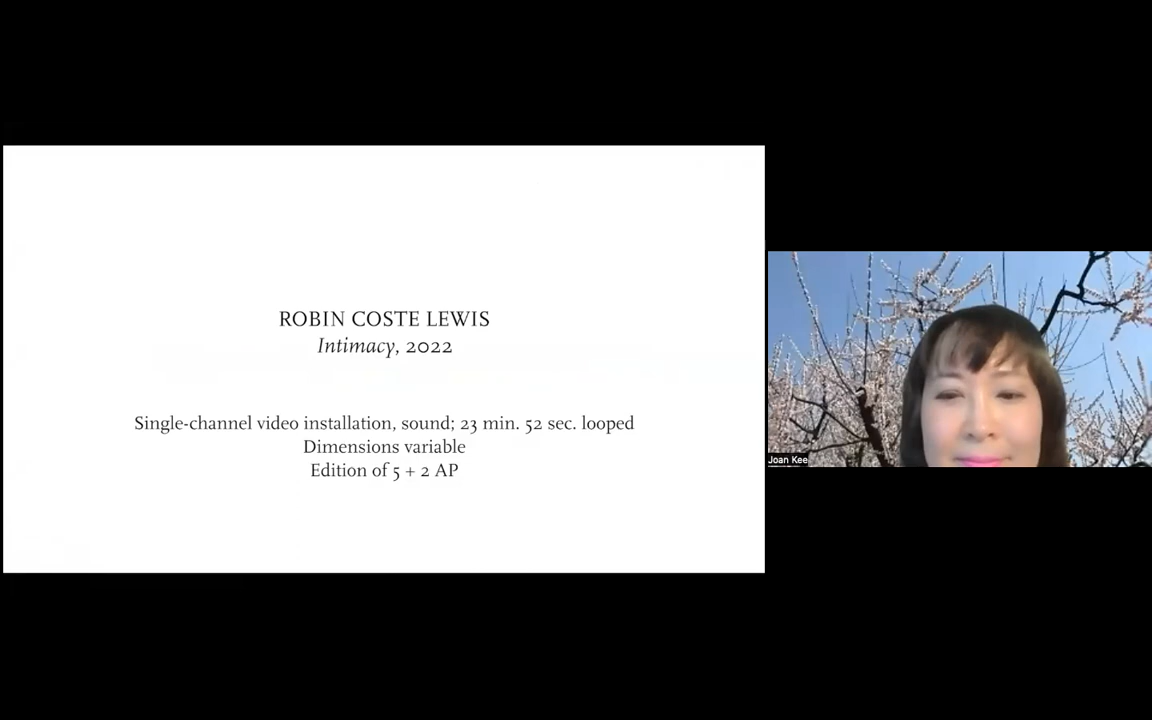 ROBIN COSTE LEWIS
Intimacy, 2022
Single-channel video installation, sound; 23 min. 52 sec. looped
Dimensions variable
Edition of 5 + 2 AP
Joan Kee